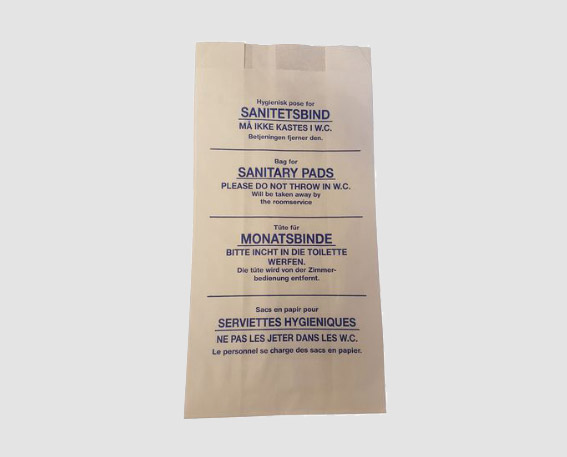 Hygienisk pose for
SANITETSBIND
MÅ IKKE KASTES I W.C.
Betjeningen fjerner den.
Bag for
SANITARY PADS
PLEASE DO NOT THROW IN W.C.
Will be taken away by
the roomservice
Tüte für
MONATSBINDE
BITTE INCHT IN DIE TOILETTE
WERFEN.
Die tüte wird von der Zimmer-
bedienung entfernt.
Sacs en papir pour
SERVIETTES HYGIENIQUES
NE PAS LES JETER DANS LES W.C.
Le personnel se charge des sacs en papier.